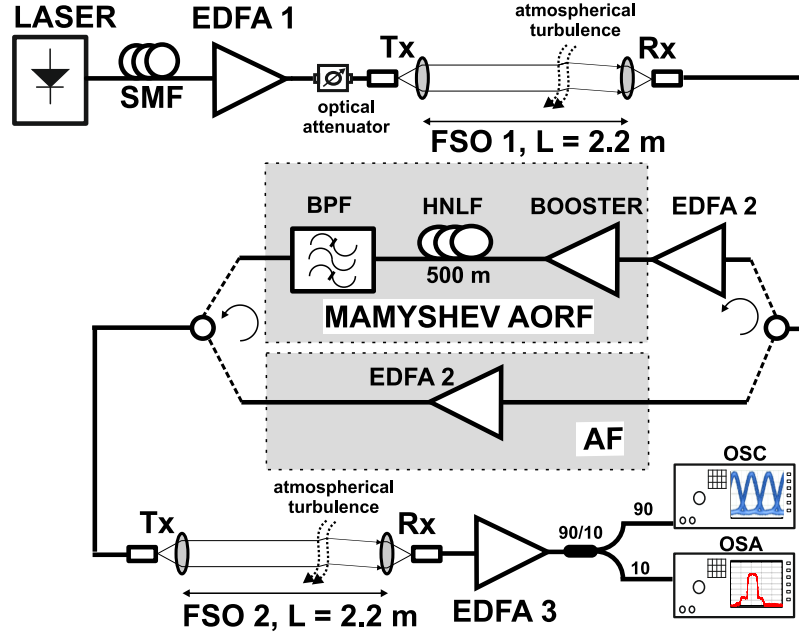 LASER
SMF
EDFA 1
optical
attenuator
Tx
atmospherical
turbulence
Rx
FSO 1, L = 2.2 m
BPF
HNLF
500 m
BOOSTER
EDFA 2
MAMYSHEV AORF
EDFA 2
AF
Tx
atmospherical
turbulence
Rx
FSO 2, L = 2.2 m
EDFA 3
90/10
90
10
OSC
OSA